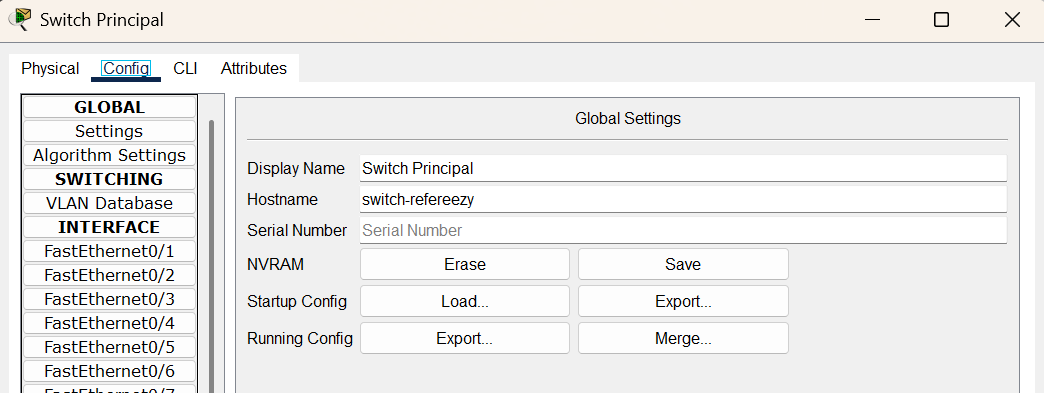 Switch Principal
Physical Config CLI Attributes
GLOBAL
Settings
Algorithm Settings
SWITCHING
VLAN Database
INTERFACE
FastEthernet0/1
FastEthernet0/2
FastEthernet0/3
FastEthernet0/4
FastEthernet0/5
FastEthernet0/6
FastEthernet0/7
Global Settings
Display Name Switch Principal
Hostname switch-refereezy
Serial Number Serial Number
NVRAM Erase Save
Startup Config Load... Export...
Running Config Export... Merge...